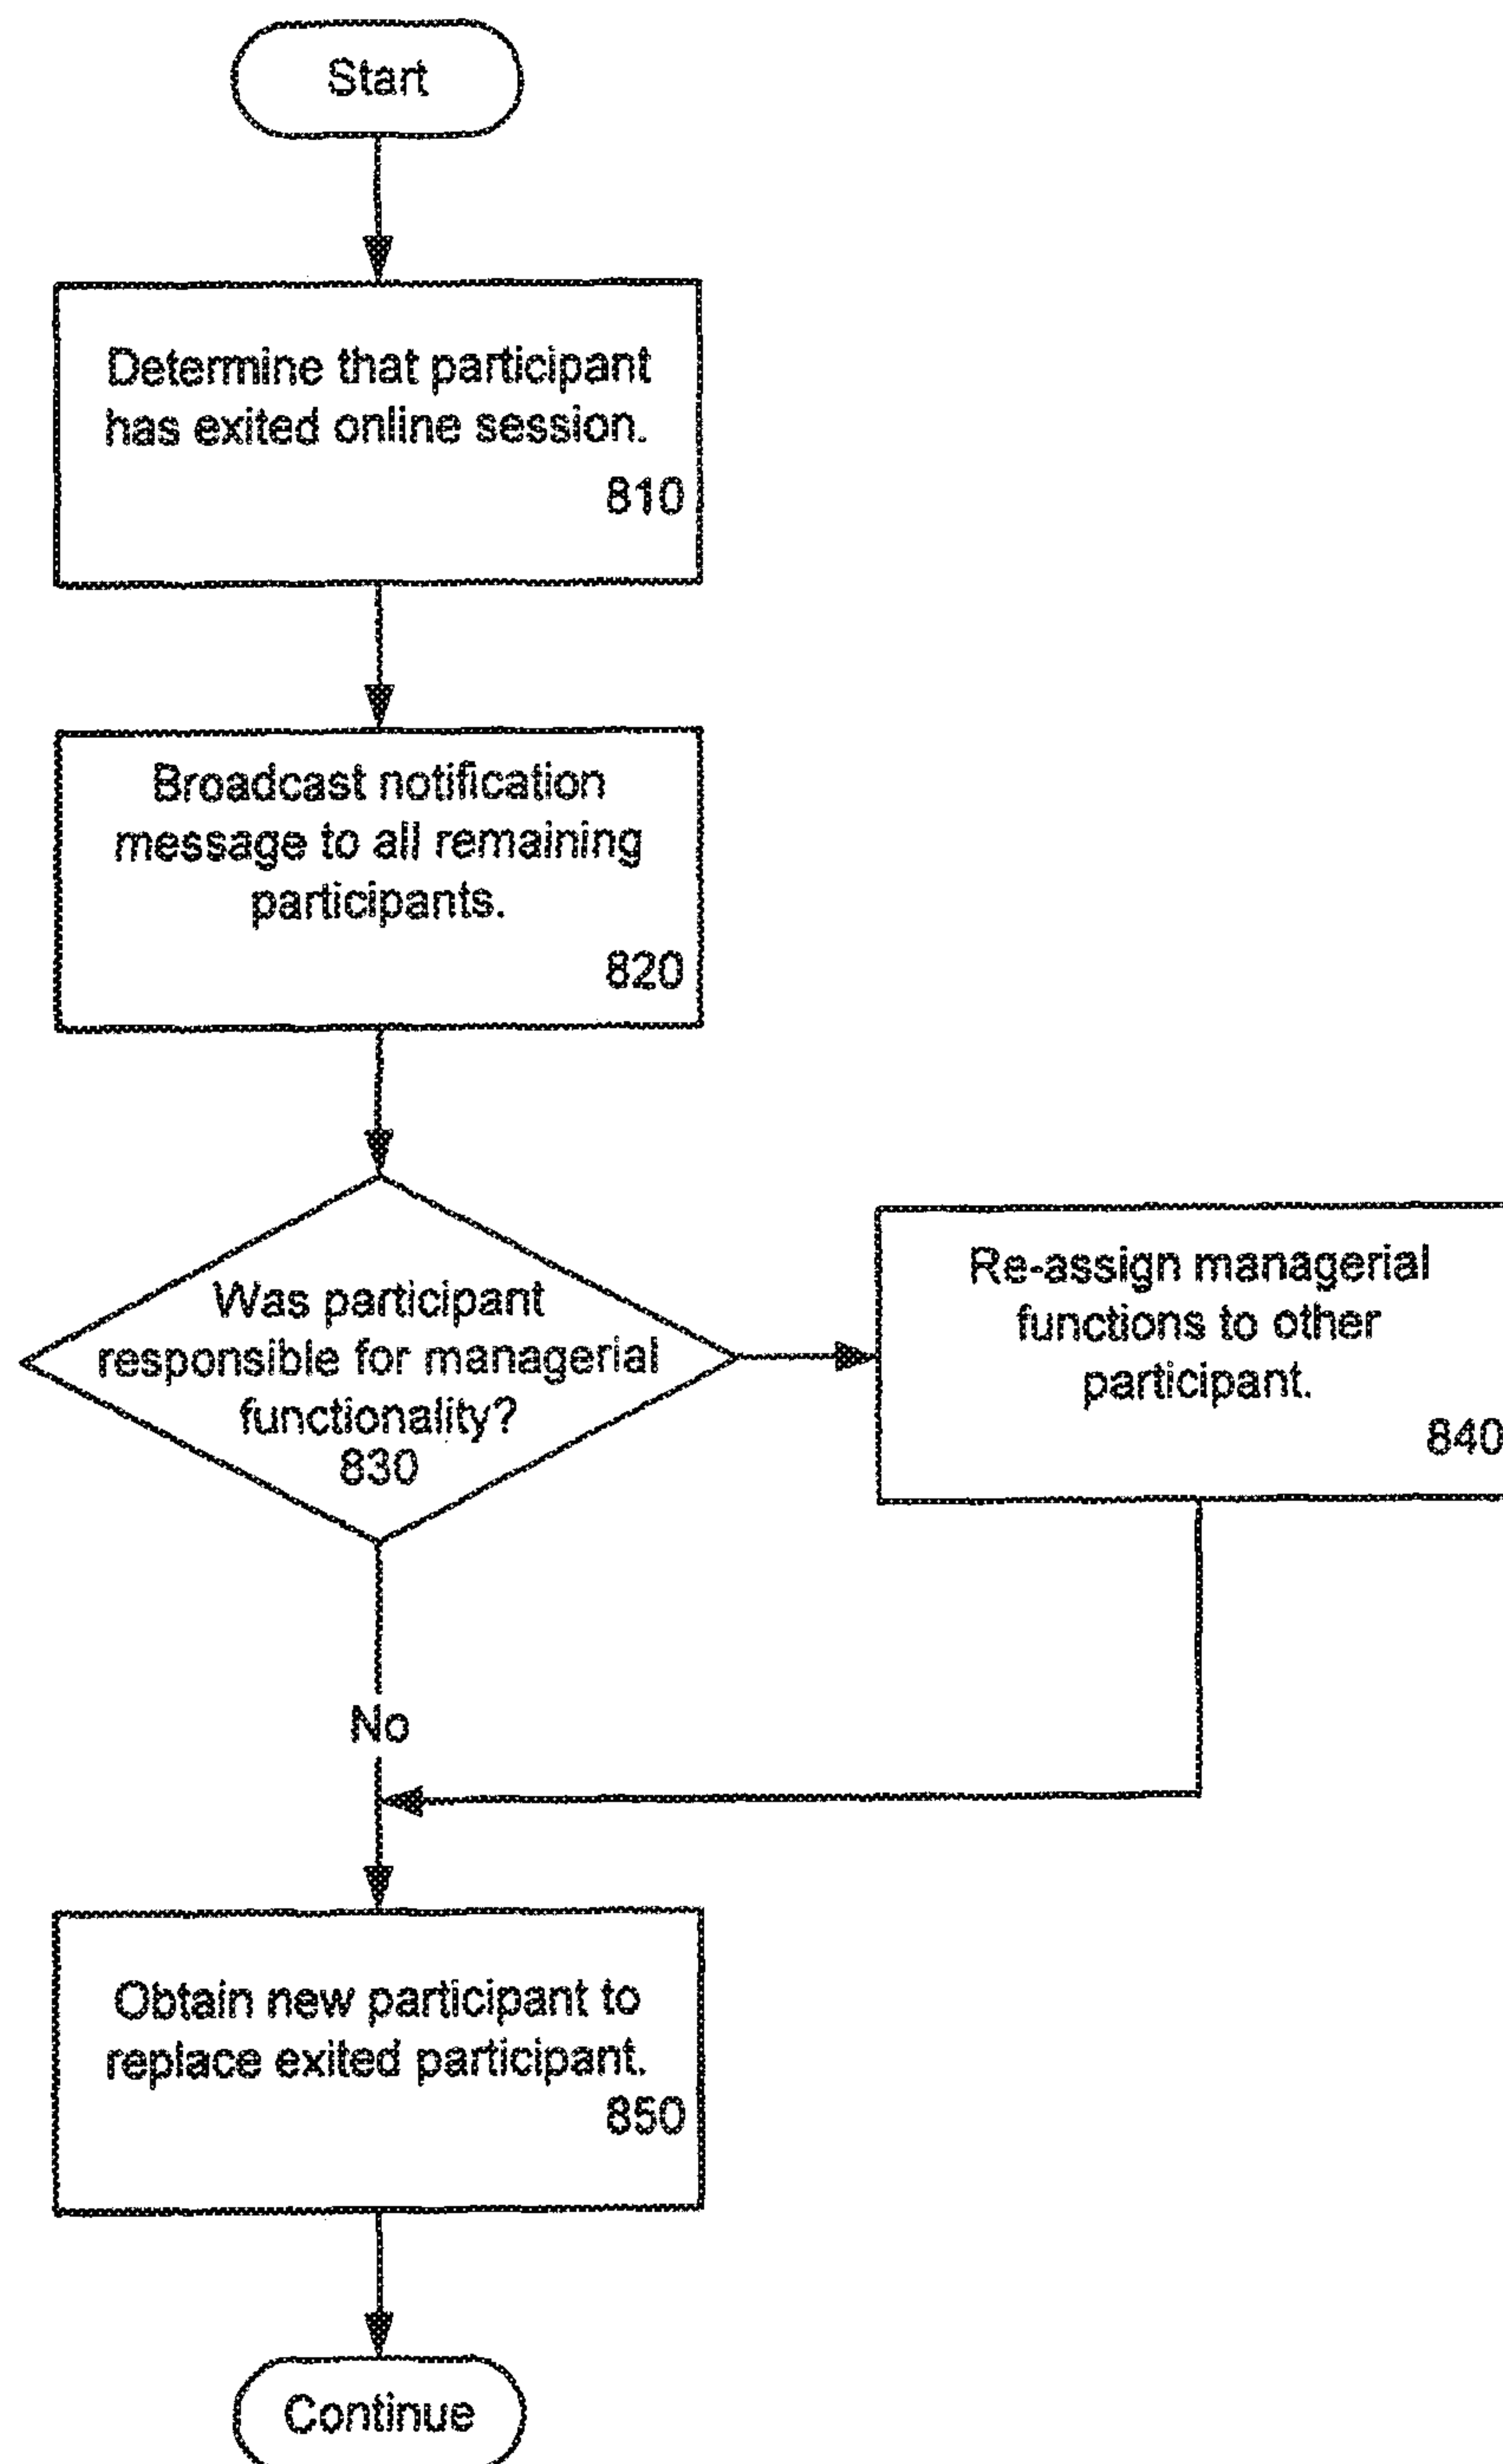 Start
Determine that participant
has exited online session.
810
Broadcast notification
message to all remaining
participants.
820
Was participant
responsible for managerial
functionality?
830
Re-assign managerial
functions to other
participant.
840
No
Obtain new participant to
replace exited participant.
850
Continue